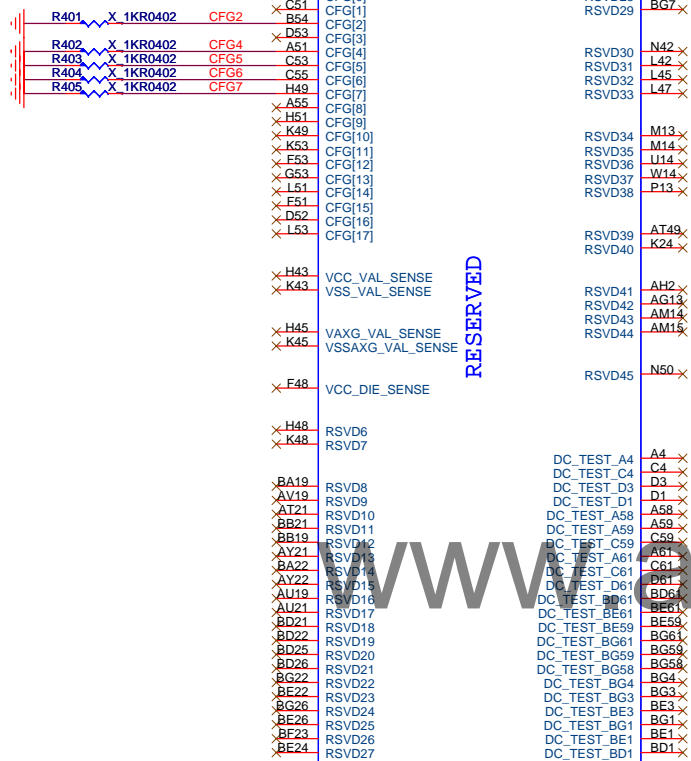 C51 CFG[1] RSVD29 BG7
R401 X_1KR0402 CFG2 B54 CFG[2]
D53 CFG[3]
R402 X_1KR0402 CFG4 A51 CFG[4] RSVD30 N42
R403 X_1KR0402 CFG5 C53 CFG[5] RSVD31 L42
R404 X_1KR0402 CFG6 C55 CFG[6] RSVD32 L45
R405 X_1KR0402 CFG7 H49 CFG[7] RSVD33 L47
A55 CFG[8]
H51 CFG[9]
K49 CFG[10] RSVD34 M13
K53 CFG[11] RSVD35 M14
F53 CFG[12] RSVD36 U14
G53 CFG[13] RSVD37 W14
L51 CFG[14] RSVD38 P13
F51 CFG[15]
D52 CFG[16]
L53 CFG[17] RSVD39 AT49
RSVD40 K24
RESERVED
H43 VCC_VAL_SENSE
K43 VSS_VAL_SENSE RSVD41 AH2
RSVD42 AG13
RSVD43 AM14
H45 VAXG_VAL_SENSE RSVD44 AM15
K45 VSSAXG_VAL_SENSE
RSVD45 N50
F48 VCC_DIE_SENSE
H48 RSVD6
K48 RSVD7
DC_TEST_A4 A4
DC_TEST_C4 C4
BA19 RSVD8 DC_TEST_D3 D3
AV19 RSVD9 DC_TEST_D1 D1
AT21 RSVD10 DC_TEST_A58 A58
BB21 RSVD11 DC_TEST_A59 A59
BB19 RSVD12 DC_TEST_C59 C59
AY21 RSVD13 DC_TEST_A61 A61
BA22 RSVD14 DC_TEST_C61 C61
AY22 RSVD15 DC_TEST_D61 D61
AU19 RSVD16 DC_TEST_BD61 BD61
AU21 RSVD17 DC_TEST_BE61 BE61
BD21 RSVD18 DC_TEST_BE59 BE59
BD22 RSVD19 DC_TEST_BG61 BG61
BD25 RSVD20 DC_TEST_BG59 BG59
BD26 RSVD21 DC_TEST_BG58 BG58
BG22 RSVD22 DC_TEST_BG4 BG4
BE22 RSVD23 DC_TEST_BG3 BG3
BG26 RSVD24 DC_TEST_BE3 BE3
BE26 RSVD25 DC_TEST_BG1 BG1
BF23 RSVD26 DC_TEST_BE1 BE1
BE24 RSVD27 DC_TEST_BD1 BD1
www.a